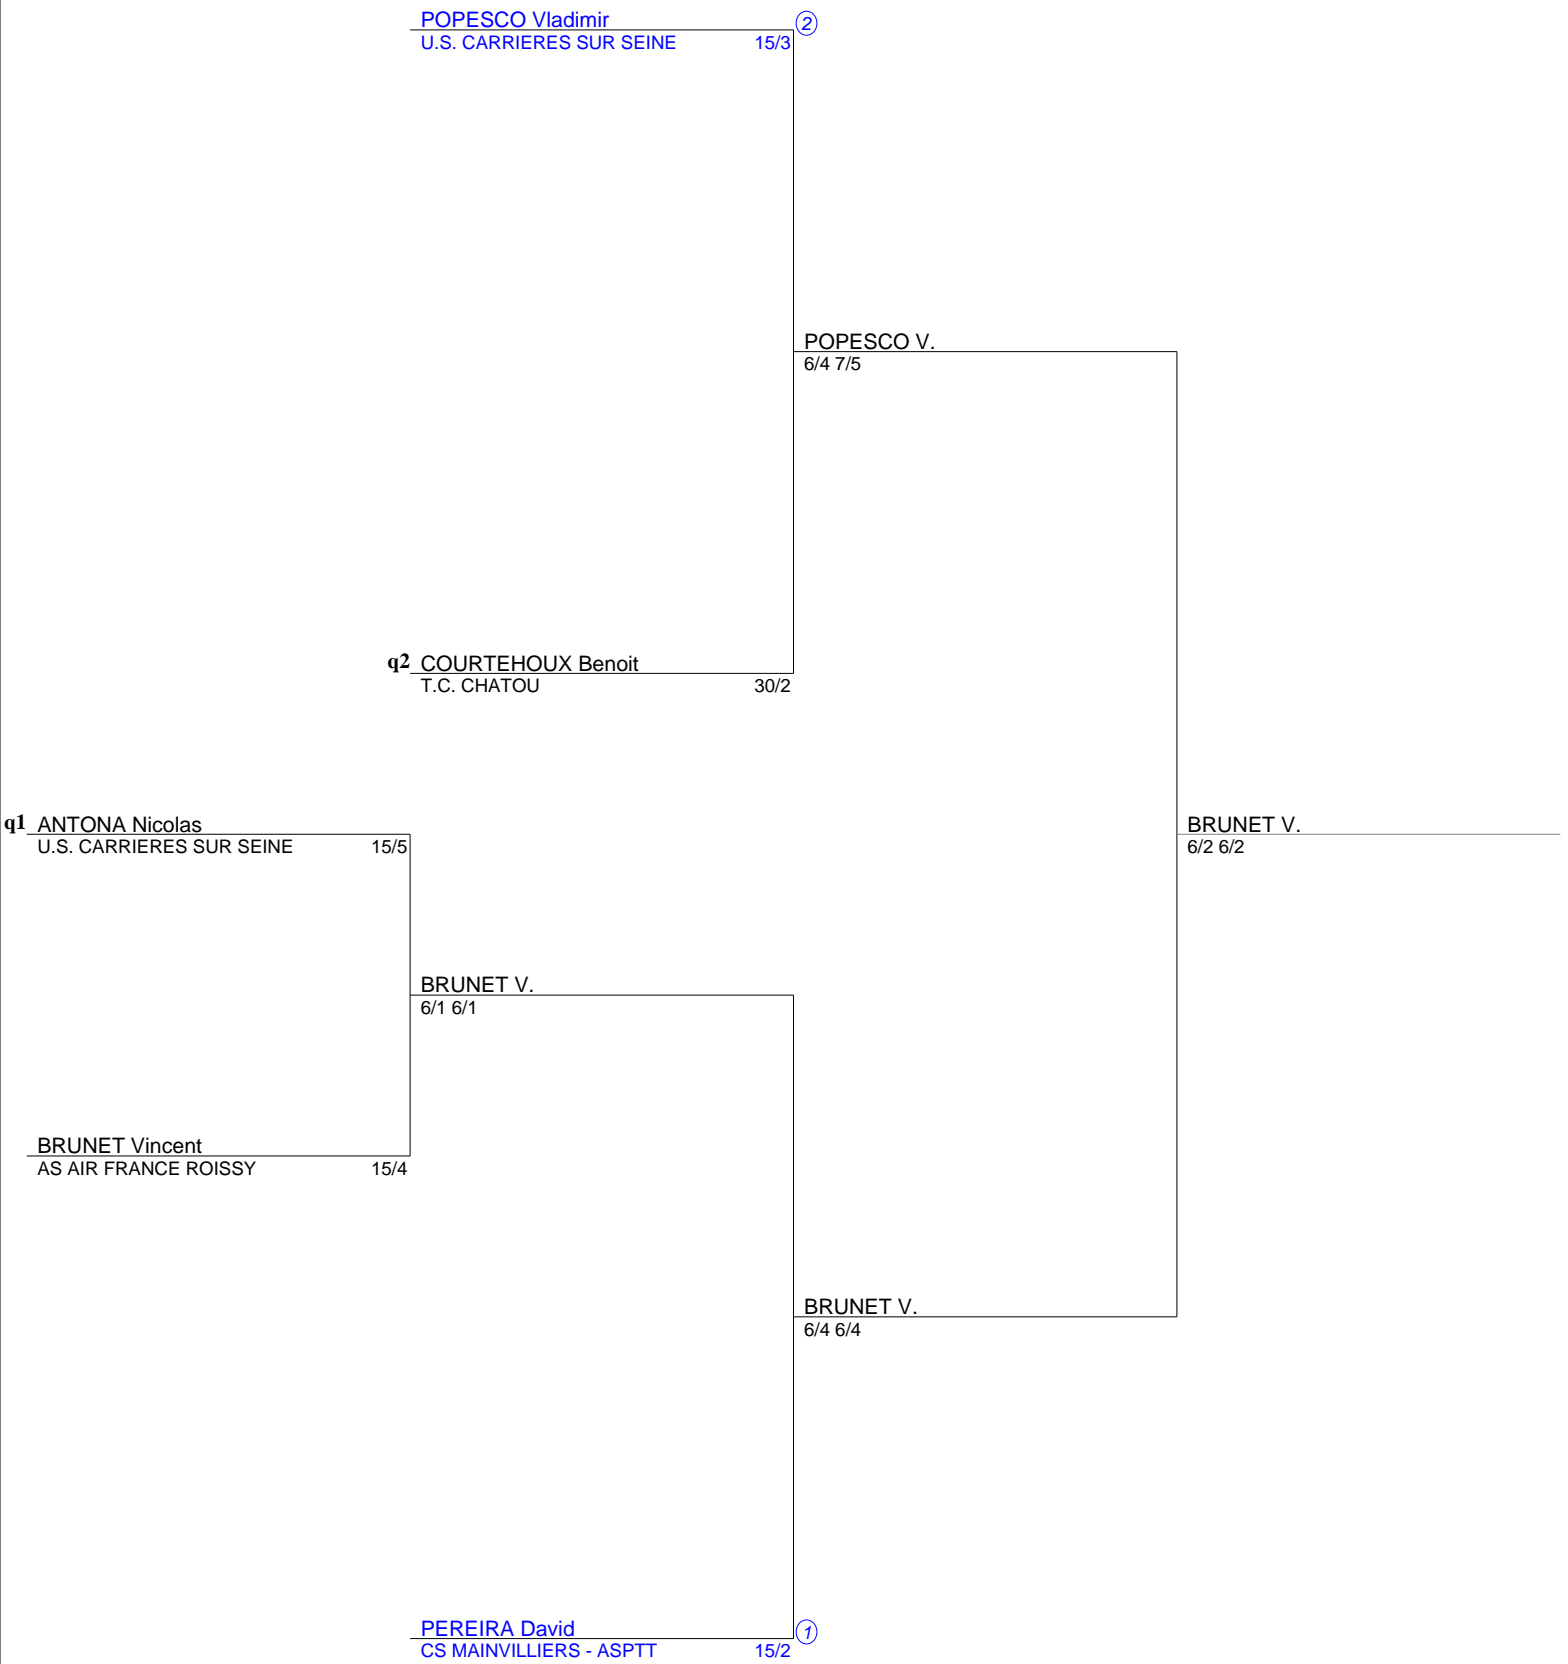 POPESCO Vladimir 2
U.S. CARRIERES SUR SEINE 15/3
POPESCO V.
6/4 7/5
q2 COURTEHOUX Benoit
T.C. CHATOU 30/2
q1 ANTONA Nicolas
U.S. CARRIERES SUR SEINE 15/5
BRUNET V.
6/2 6/2
BRUNET V.
6/1 6/1
BRUNET Vincent
AS AIR FRANCE ROISSY 15/4
BRUNET V.
6/4 6/4
PEREIRA David 1
CS MAINVILLIERS - ASPTT 15/2